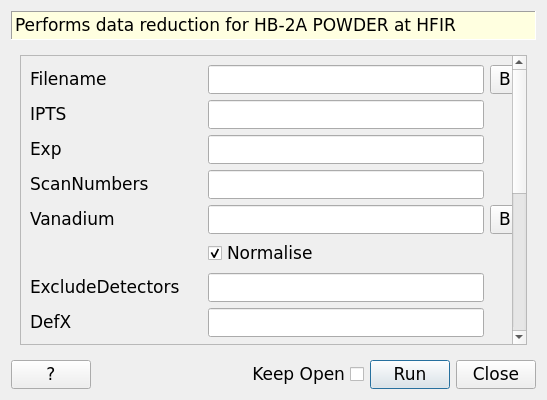 Performs data reduction for HB-2A POWDER at HFIR
Filename B
IPTS
Exp
ScanNumbers
Vanadium B
Normalise
ExcludeDetectors
DefX
? Keep Open Run Close